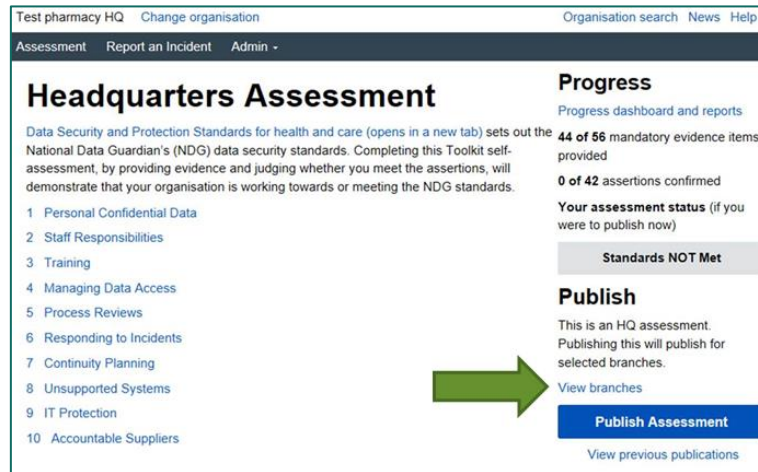 Test pharmacy HQ Change organisation
Organisation search News Help
Assessment Report an Incident Admin
Headquarters Assessment
Data Security and Protection Standards for health and care (opens in a new tab) sets out the
National Data Guardian's (NDG) data security standards. Completing this Toolkit self-
assessment, by providing evidence and judging whether you meet the assertions, will
demonstrate that your organisation is working towards or meeting the NDG standards.
1 Personal Confidential Data
2 Staff Responsibilities
3 Training
4 Managing Data Access
5 Process Reviews
6 Responding to Incidents
7 Continuity Planning
8 Unsupported Systems
9 IT Protection
10 Accountable Suppliers
Progress
Progress dashboard and reports
44 of 56 mandatory evidence items
provided
0 of 42 assertions confirmed
Your assessment status (if you
were to publish now)
Standards NOT Met
Publish
This is an HQ assessment.
Publishing this will publish for
selected branches.
View branches
Publish Assessment
View previous publications